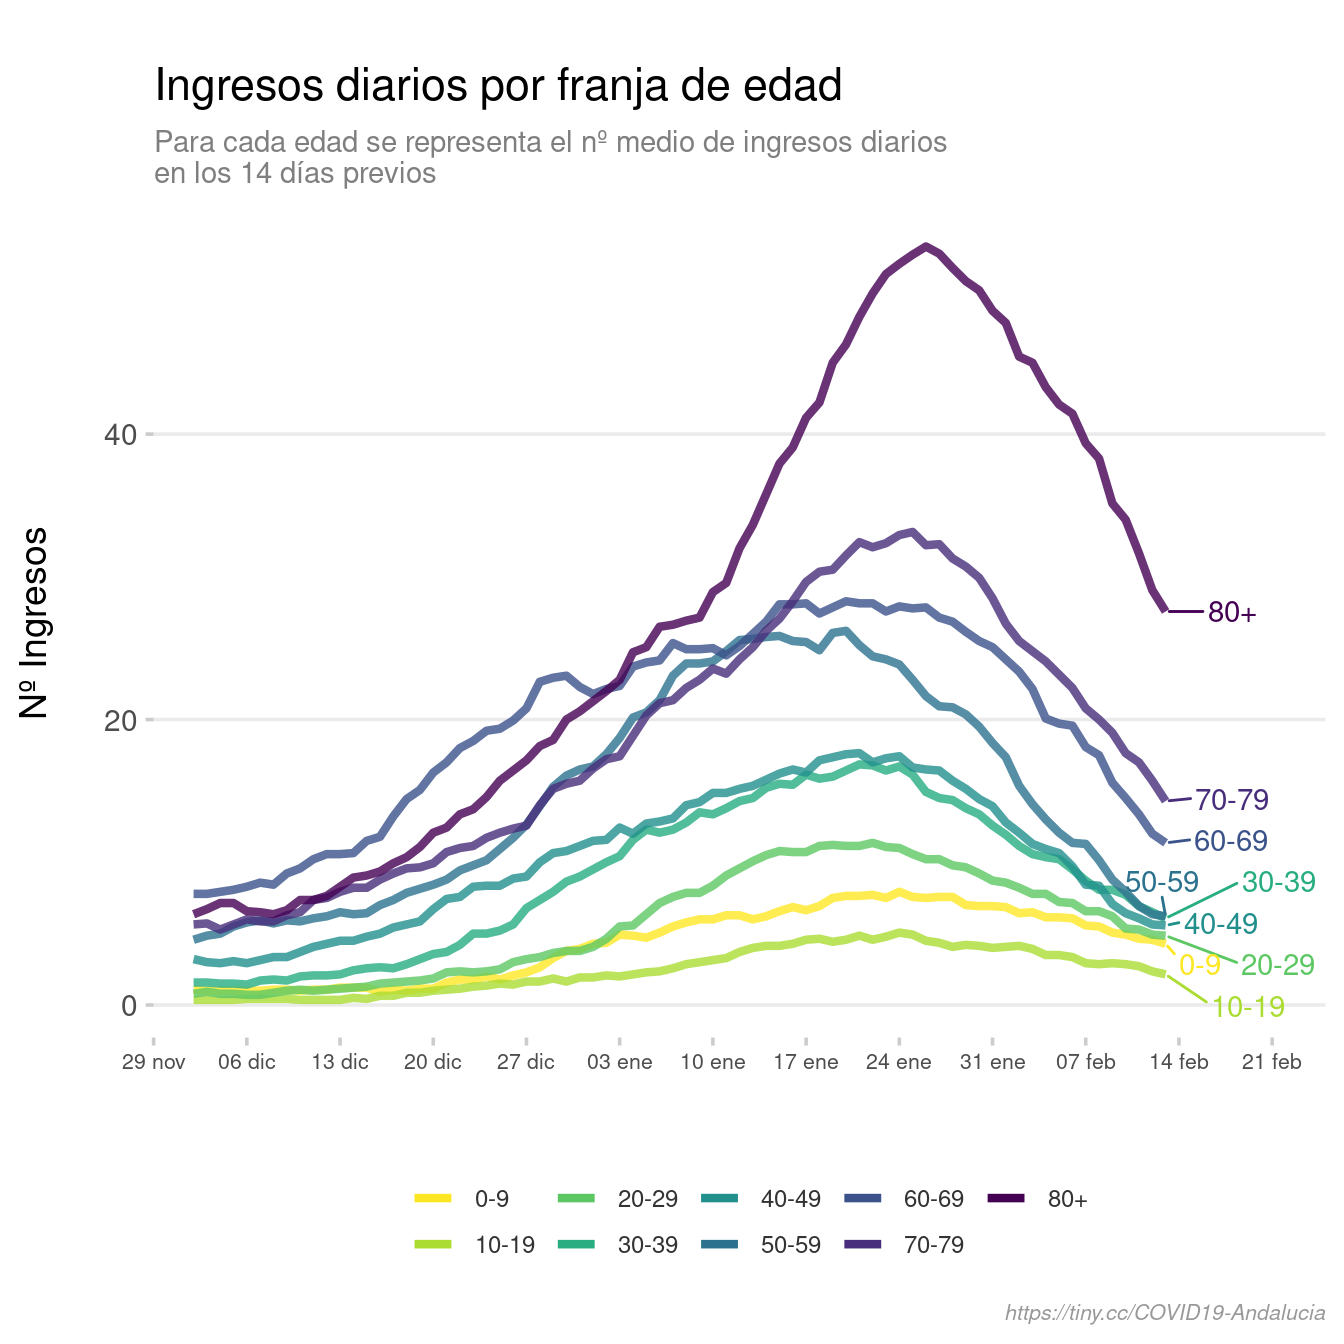 Ingresos diarios por franja de edad
Para cada edad se representa el nº medio de ingresos diarios
en los 14 días previos
Nº Ingresos
40
20
0
80+
70-79
60-69
50-59
30-39
40-49
0-9
20-29
10-19
29 nov 06 dic 13 dic 20 dic 27 dic 03 ene 10 ene 17 ene 24 ene 31 ene 07 feb 14 feb 21 feb
0-9 20-29 40-49 60-69 80+
10-19 30-39 50-59 70-79
https://tiny.cc/COVID19-Andalucia